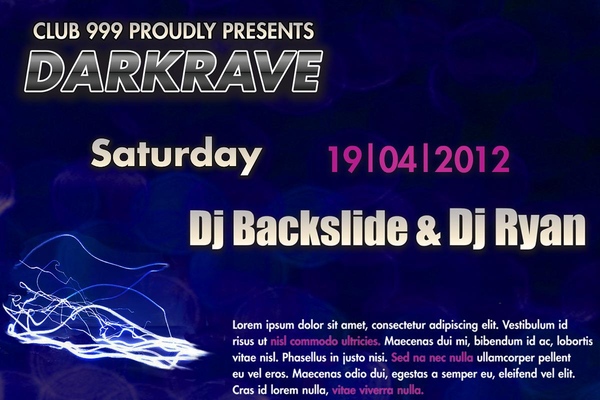 CLUB 999 PROUDLY PRESENTS
DARKRAVE
Saturday 19|04|2012
Dj Backslide & Dj Ryan
Lorem ipsum dolor sit amet, consectetur adipiscing elit. Vestibulum id
risus ut nisl commodo ultricies. Maecenas dui mi, bibendum id ac, lobortis
vitae nisl. Phasellus in justo nisi. Sed na nec nulla ullamcorper pellent
eu vel eros. Maecenas odio dui, egestas a semper eu, eleifend vel elit.
Cras id lorem nulla, vitae viverra nulla.